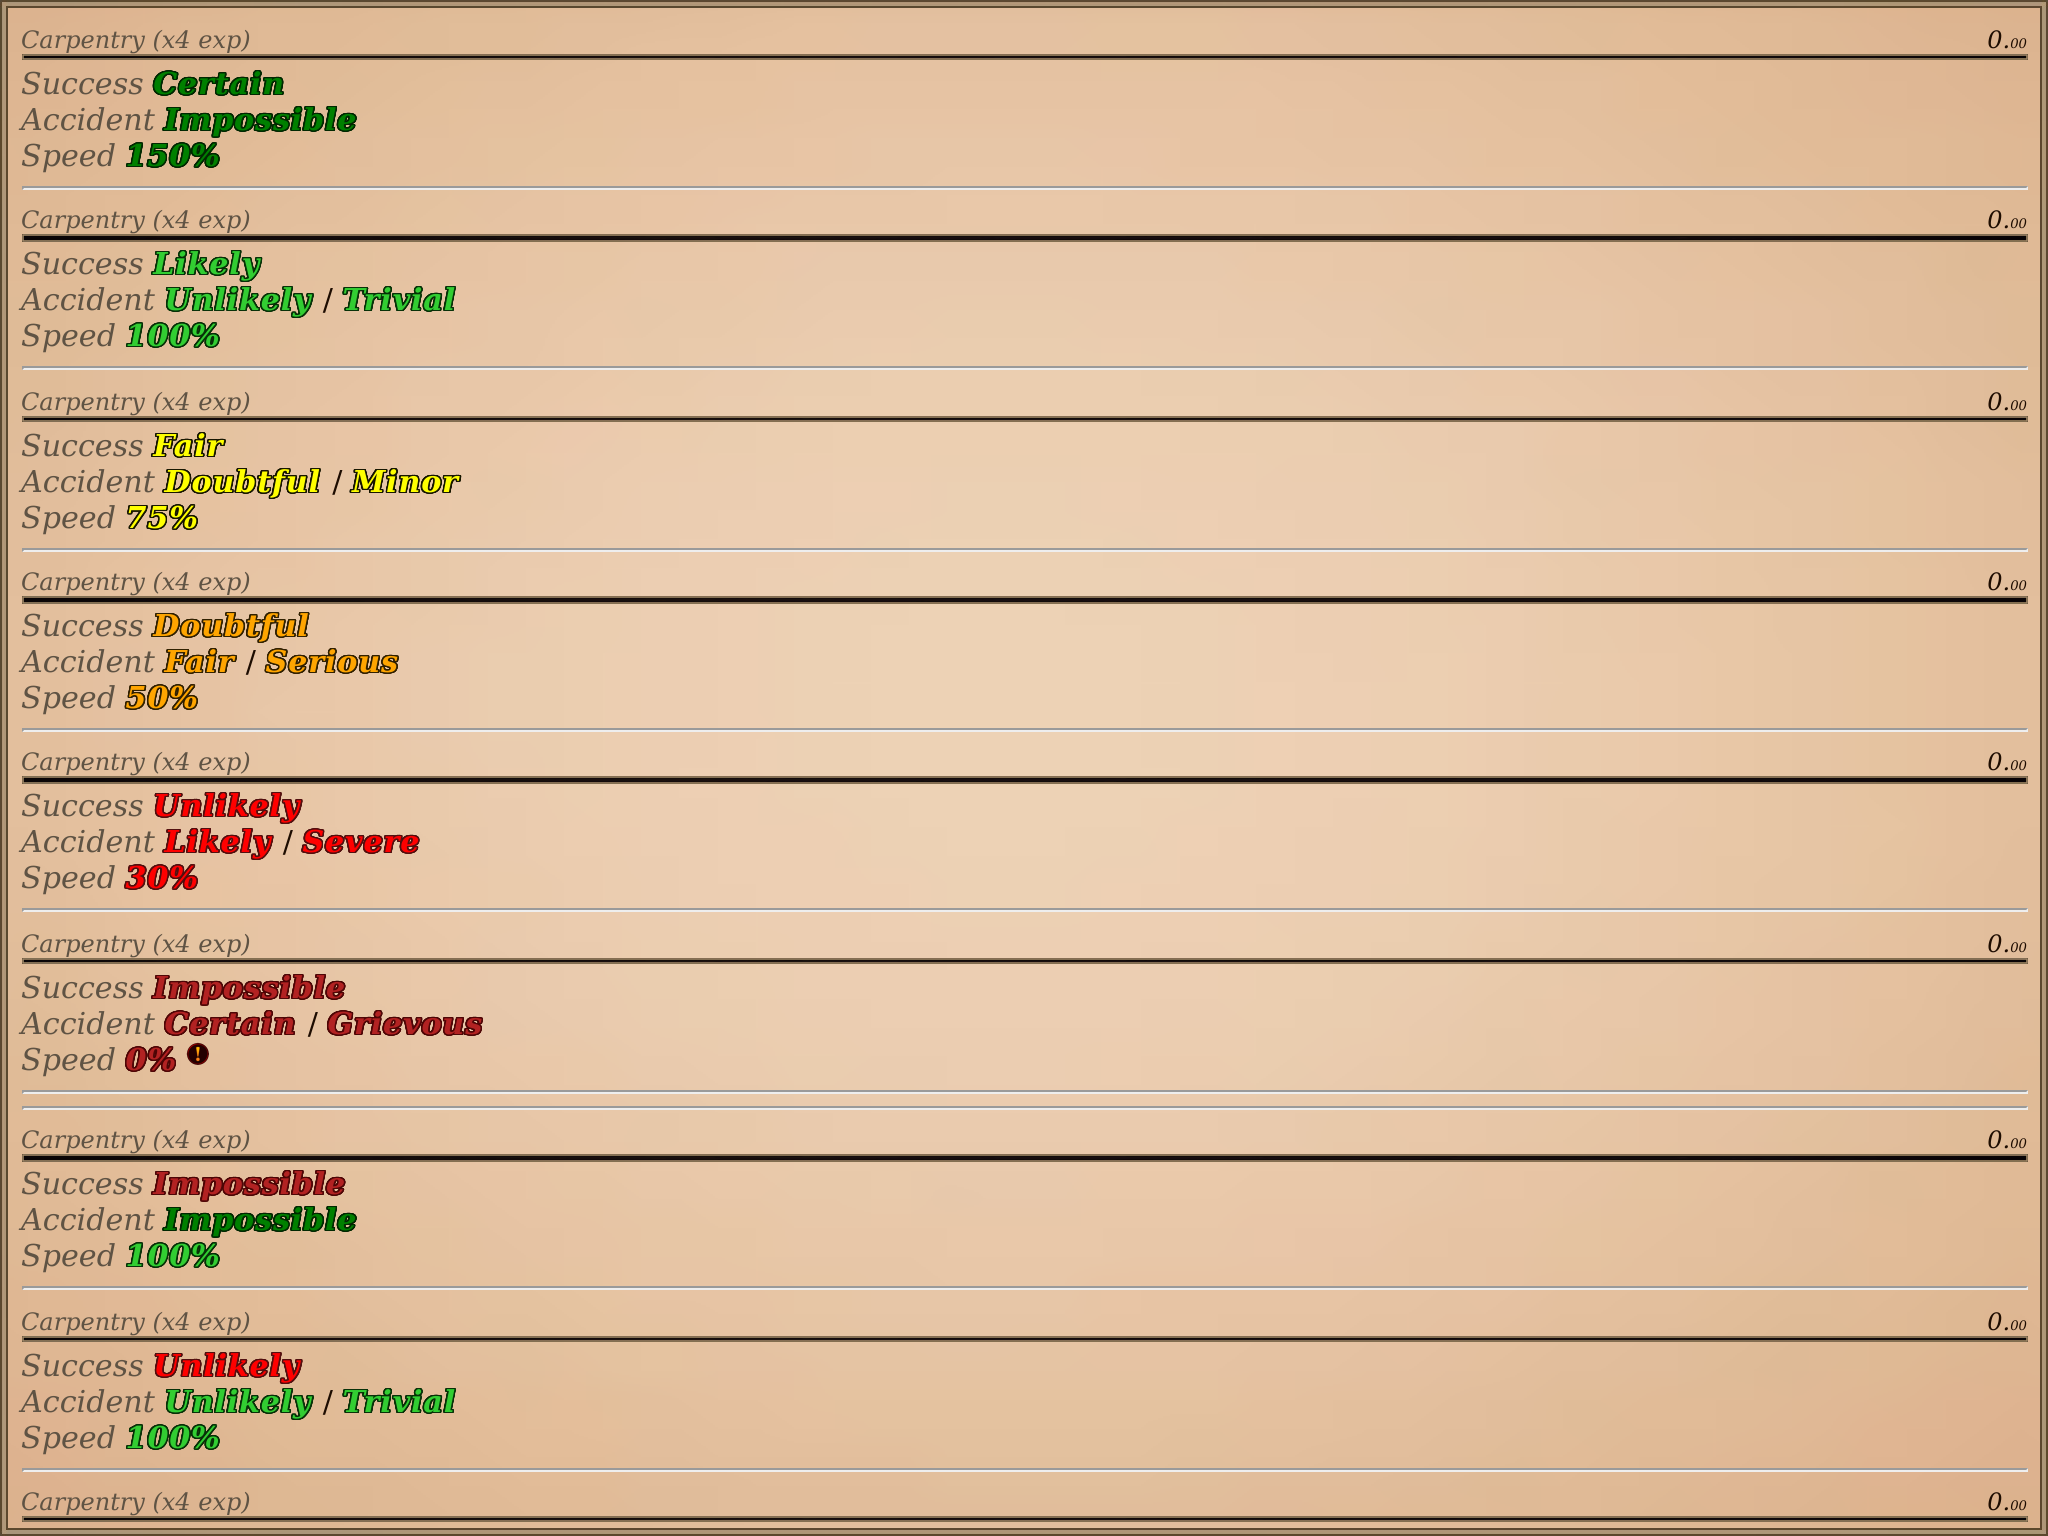 Carpentry (x4 exp) 0.00
Success Certain
Accident Impossible
Speed 150%
Carpentry (x4 exp) 0.00
Success Likely
Accident Unlikely / Trivial
Speed 100%
Carpentry (x4 exp) 0.00
Success Fair
Accident Doubtful / Minor
Speed 75%
Carpentry (x4 exp) 0.00
Success Doubtful
Accident Fair / Serious
Speed 50%
Carpentry (x4 exp) 0.00
Success Unlikely
Accident Likely / Severe
Speed 30%
Carpentry (x4 exp) 0.00
Success Impossible
Accident Certain / Grievous
Speed 0% !
Carpentry (x4 exp) 0.00
Success Impossible
Accident Impossible
Speed 100%
Carpentry (x4 exp) 0.00
Success Unlikely
Accident Unlikely / Trivial
Speed 100%
Carpentry (x4 exp) 0.00